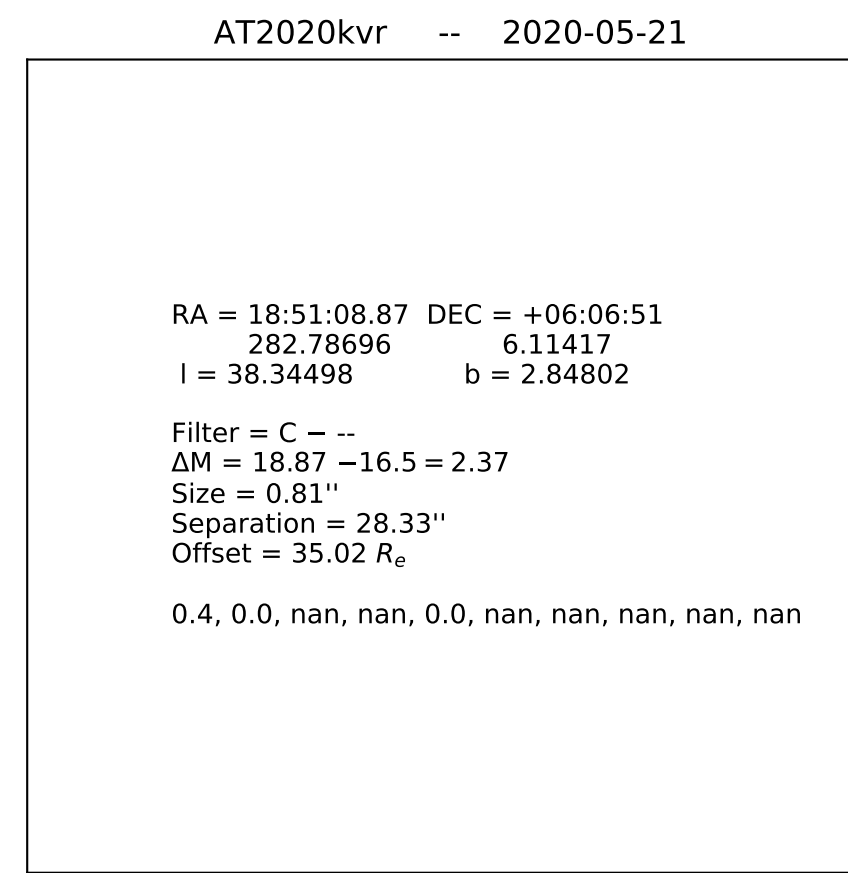 AT2020kvr -- 2020-05-21
RA = 18:51:08.87 DEC = +06:06:51
282.78696 6.11417
l = 38.34498 b = 2.84802
Filter = C − --
ΔM = 18.87 −16.5 = 2.37
Size = 0.81''
Separation = 28.33''
Offset = 35.02 Rₑ
0.4, 0.0, nan, nan, 0.0, nan, nan, nan, nan, nan